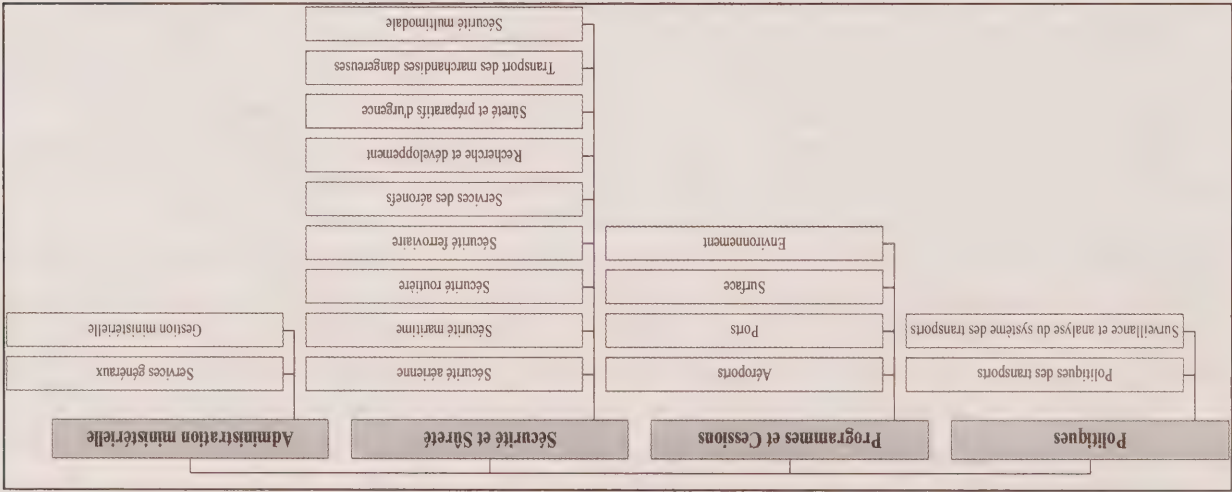 Politiques
Politiques des transports
Surveillance et analyse du système des transports
Programmes et Cessions
Aéroports
Ports
Surface
Environnement
Sécurité et Sûreté
Sécurité aérienne
Sécurité maritime
Sécurité routière
Sécurité ferroviaire
Services des aéronefs
Recherche et développement
Sûreté et préparatifs d'urgence
Transport des marchandises dangereuses
Sécurité multimodale
Administration ministérielle
Services généraux
Gestion ministérielle